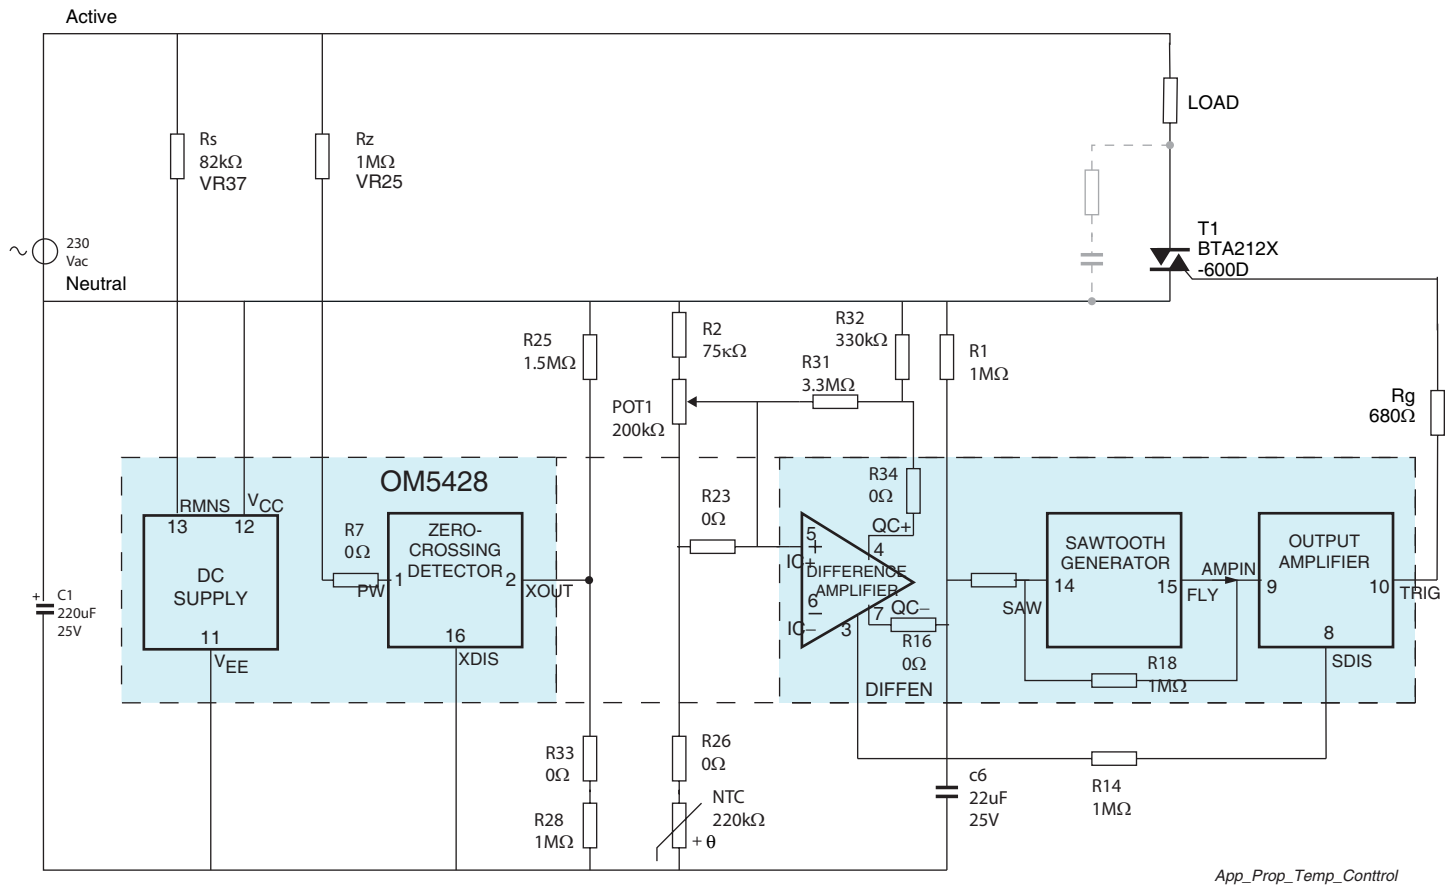 Active
Rs
82kΩ
VR37
Rz
1MΩ
VR25
LOAD
230
Vac
Neutral
T1
BTA212X
-600D
R25
1.5MΩ
R2
75κΩ
R32
330kΩ
R31
3.3MΩ
R1
1MΩ
POT1
200kΩ
Rg
680Ω
OM5428
RMNS
VCC
13
12
DC
SUPPLY
11
VEE
R7
0Ω
PW
1
ZERO-
CROSSING
DETECTOR
2
XOUT
16
XDIS
R23
0Ω
R34
0Ω
QC+
5
+
4
IC+
DIFFERENCE
AMPLIFIER
6
−
7
QC−
IC−
3
R16
0Ω
DIFFEN
SAW
14
SAWTOOTH
GENERATOR
15
FLY
AMPIN
9
OUTPUT
AMPLIFIER
10
TRIG
8
SDIS
R18
1MΩ
+
C1
220uF
25V
R33
0Ω
R28
1MΩ
R26
0Ω
NTC
220kΩ
+ θ
c6
22uF
25V
R14
1MΩ
App_Prop_Temp_Conttrol